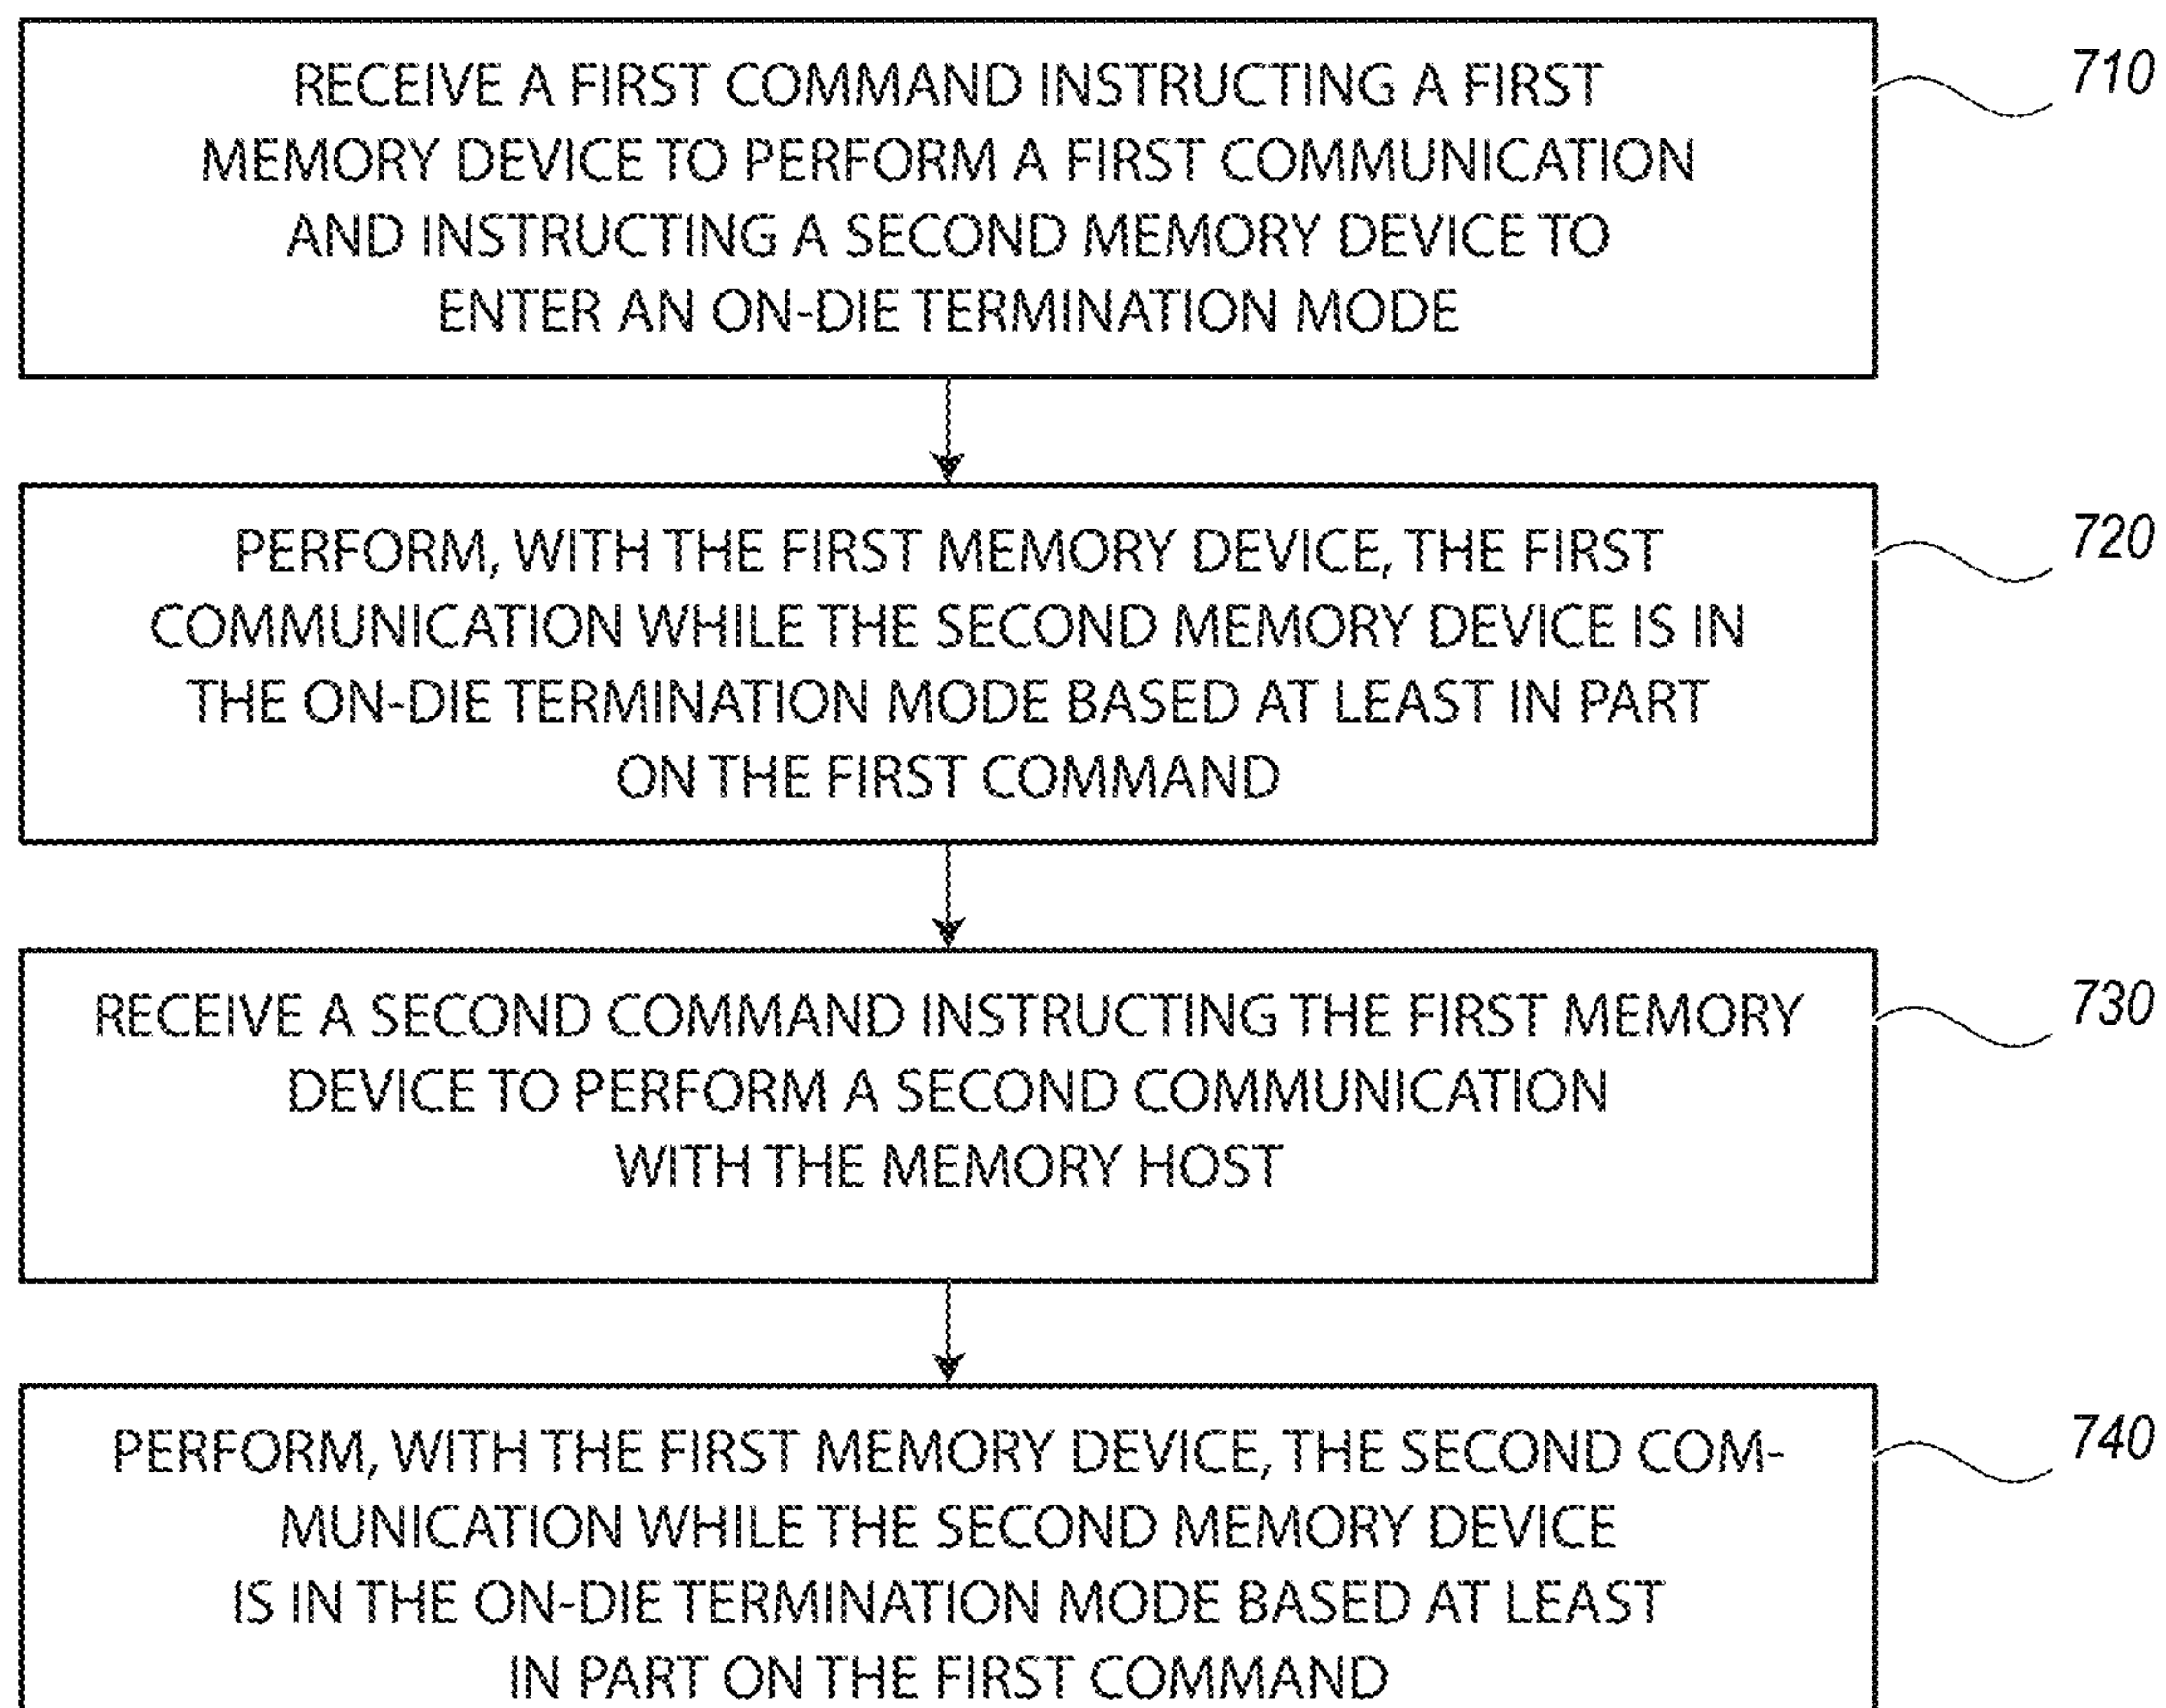 RECEIVE A FIRST COMMAND INSTRUCTING A FIRST
MEMORY DEVICE TO PERFORM A FIRST COMMUNICATION
AND INSTRUCTING A SECOND MEMORY DEVICE TO
ENTER AN ON-DIE TERMINATION MODE
710
PERFORM, WITH THE FIRST MEMORY DEVICE, THE FIRST
COMMUNICATION WHILE THE SECOND MEMORY DEVICE IS IN
THE ON-DIE TERMINATION MODE BASED AT LEAST IN PART
ON THE FIRST COMMAND
720
RECEIVE A SECOND COMMAND INSTRUCTING THE FIRST MEMORY
DEVICE TO PERFORM A SECOND COMMUNICATION
WITH THE MEMORY HOST
730
PERFORM, WITH THE FIRST MEMORY DEVICE, THE SECOND COM-
MUNICATION WHILE THE SECOND MEMORY DEVICE
IS IN THE ON-DIE TERMINATION MODE BASED AT LEAST
IN PART ON THE FIRST COMMAND
740